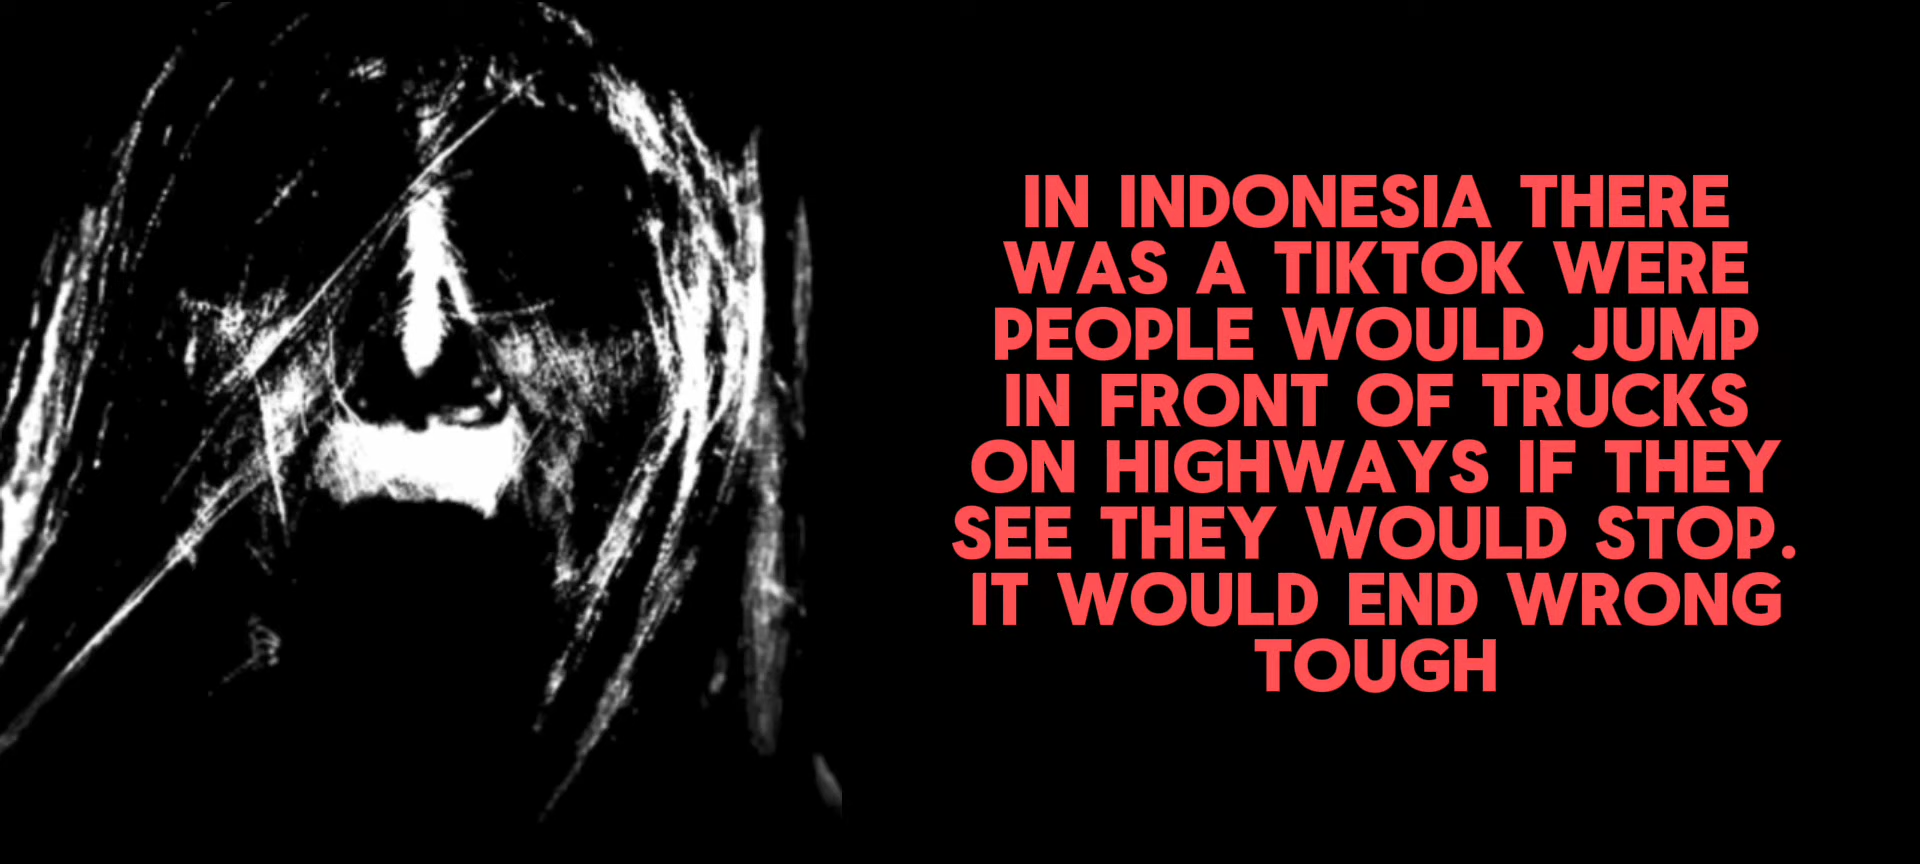 IN INDONESIA THERE
WAS A TIKTOK WERE
PEOPLE WOULD JUMP
IN FRONT OF TRUCKS
ON HIGHWAYS IF THEY
SEE THEY WOULD STOP.
IT WOULD END WRONG
TOUGH